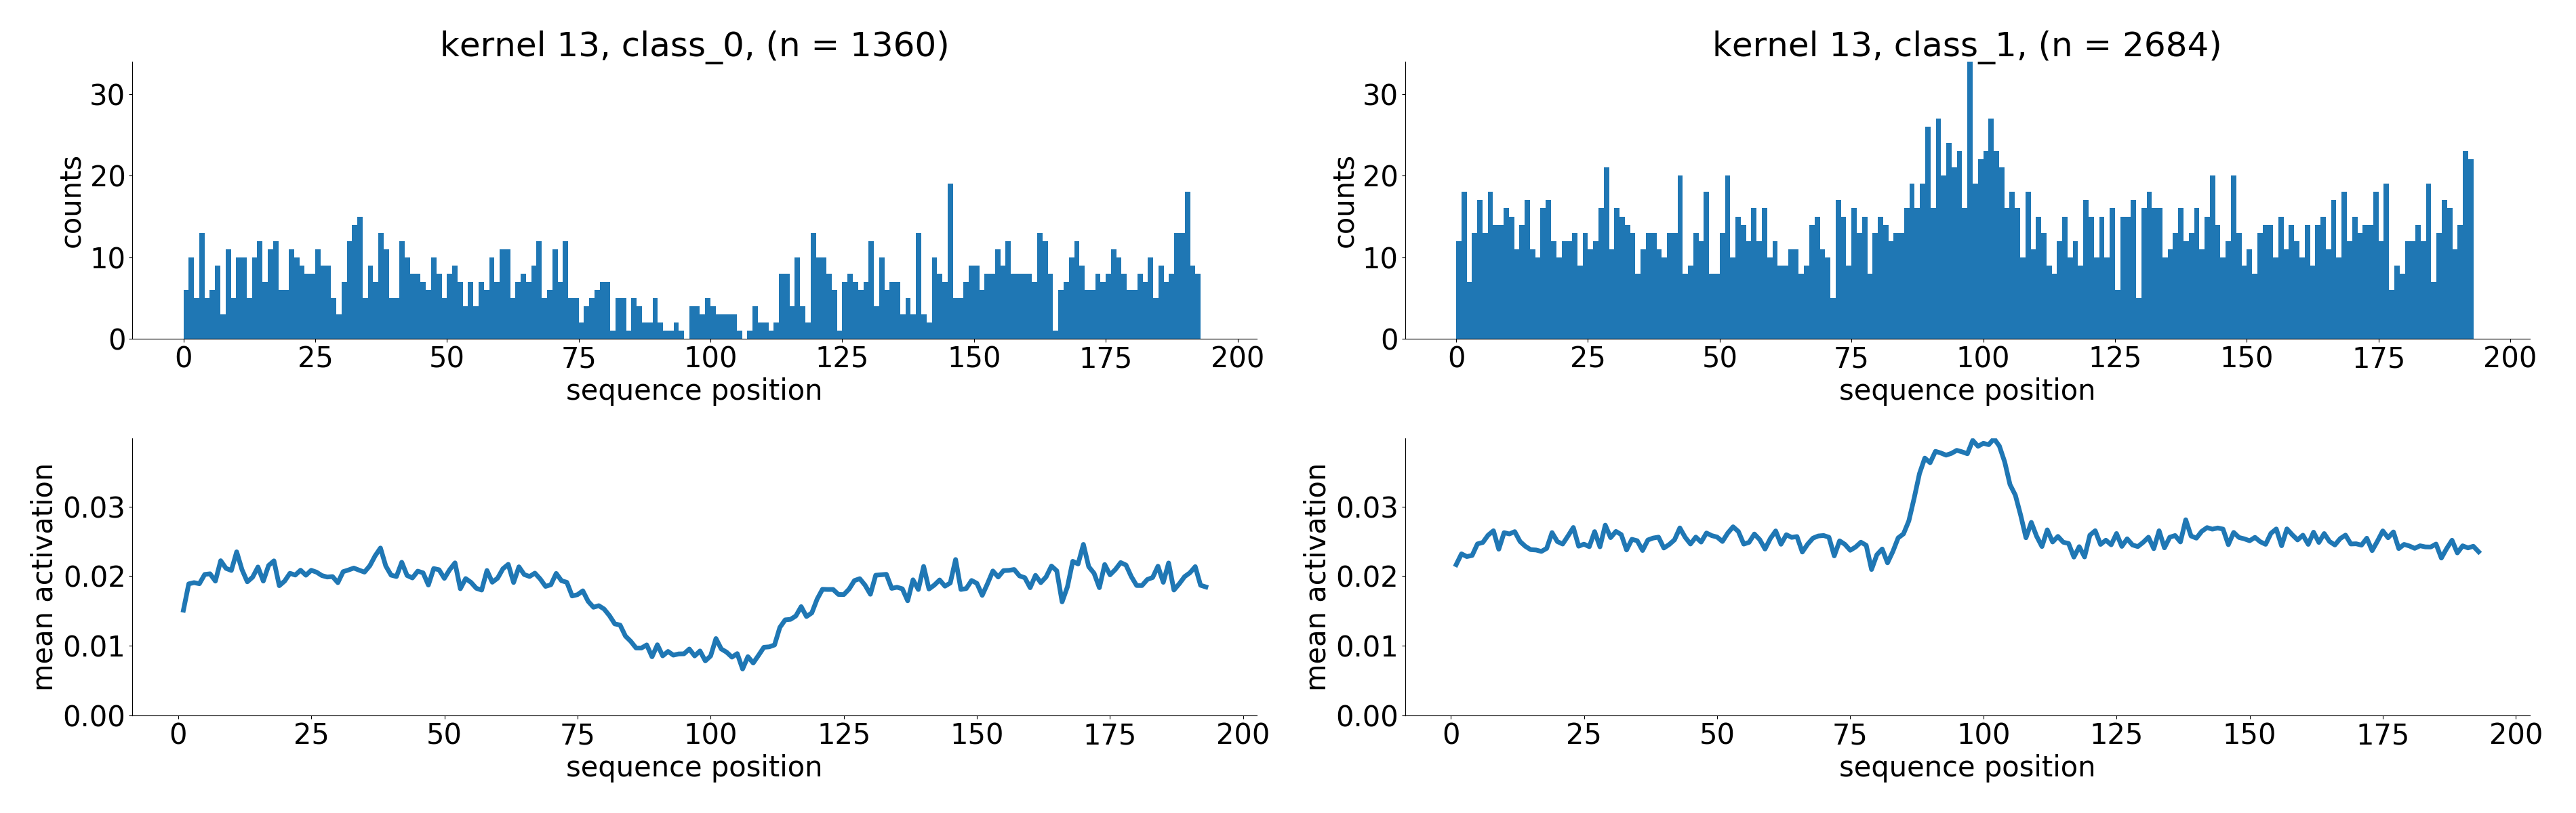 kernel 13, class_0, (n = 1360)
counts
30
20
10
0
0 25 50 75 100 125 150 175 200
sequence position
mean activation
0.03
0.02
0.01
0.00
0 25 50 75 100 125 150 175 200
sequence position
kernel 13, class_1, (n = 2684)
counts
30
20
10
0
0 25 50 75 100 125 150 175 200
sequence position
mean activation
0.03
0.02
0.01
0.00
0 25 50 75 100 125 150 175 200
sequence position